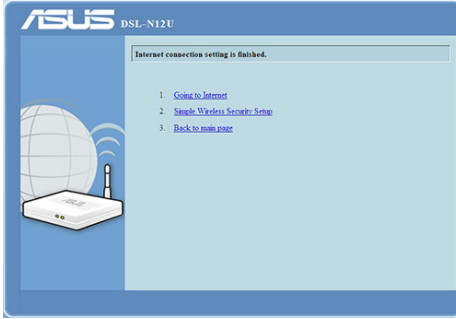 ASUS DSL-N12U
Internet connection setting is finished.
1. Going to Internet
2. Simple Wireless Security Setup
3. Back to main page
ASUS